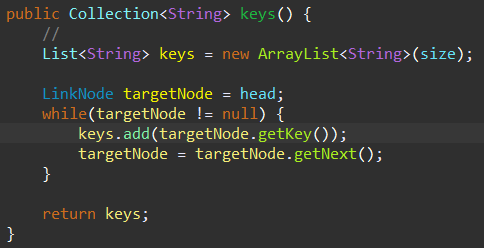 public Collection<String> keys() {
    //
    List<String> keys = new ArrayList<String>(size);
    LinkNode targetNode = head;
    while(targetNode != null) {
        keys.add(targetNode.getKey());
        targetNode = targetNode.getNext();
    }
    return keys;
}